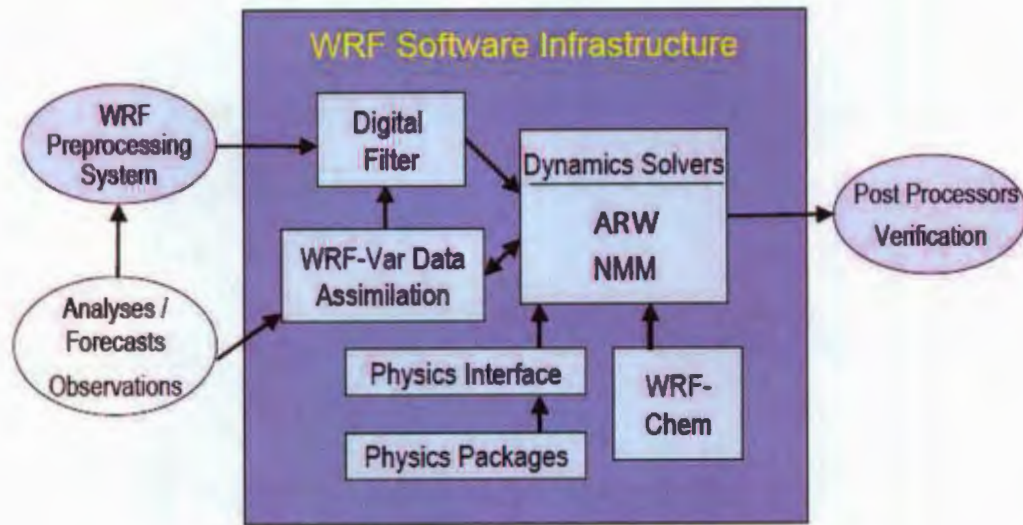 WRF Software Infrastructure
WRF
Preprocessing
System
Digital
Filter
Dynamics Solvers
ARW
NMM
Post Processors
Verification
WRF-Var Data
Assimilation
Analyses /
Forecasts
Observations
Physics Interface
WRF-
Chem
Physics Packages